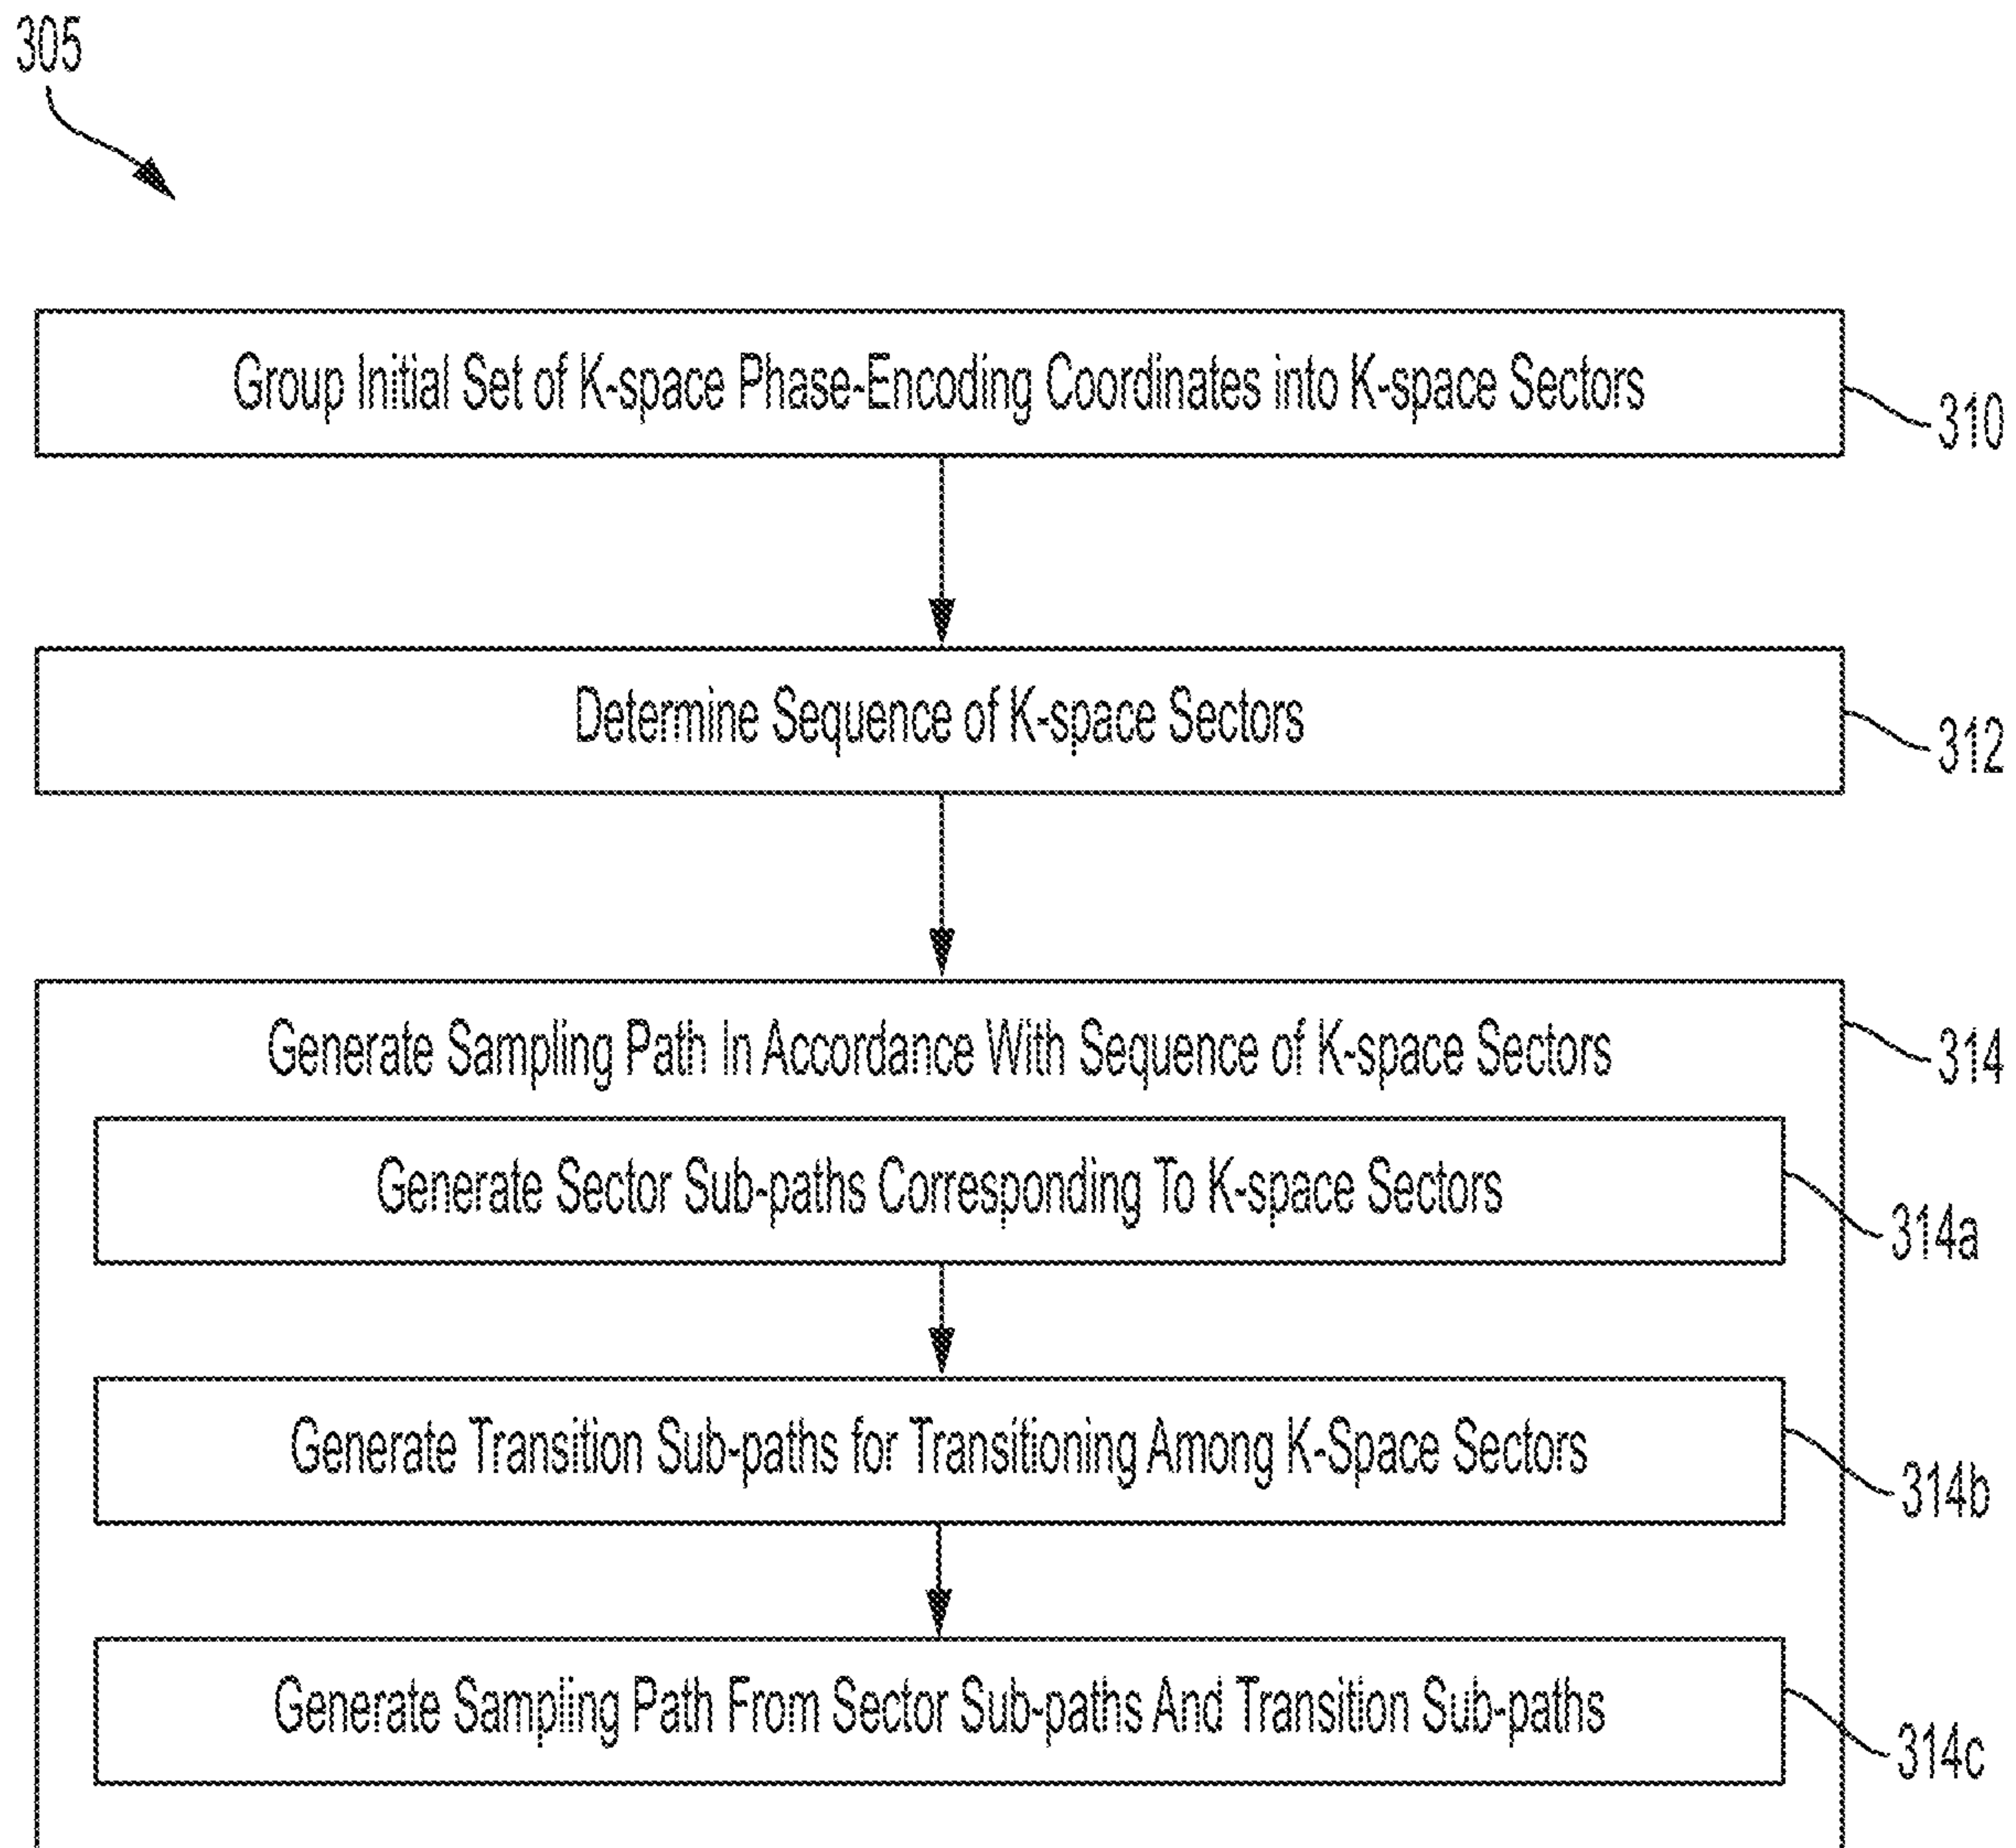 305
Group Initial Set of K-space Phase-Encoding Coordinates into K-space Sectors
310
Determine Sequence of K-space Sectors
312
Generate Sampling Path In Accordance With Sequence of K-space Sectors
314
Generate Sector Sub-paths Corresponding To K-space Sectors
314a
Generate Transition Sub-paths for Transitioning Among K-Space Sectors
314b
Generate Sampling Path From Sector Sub-paths And Transition Sub-paths
314c